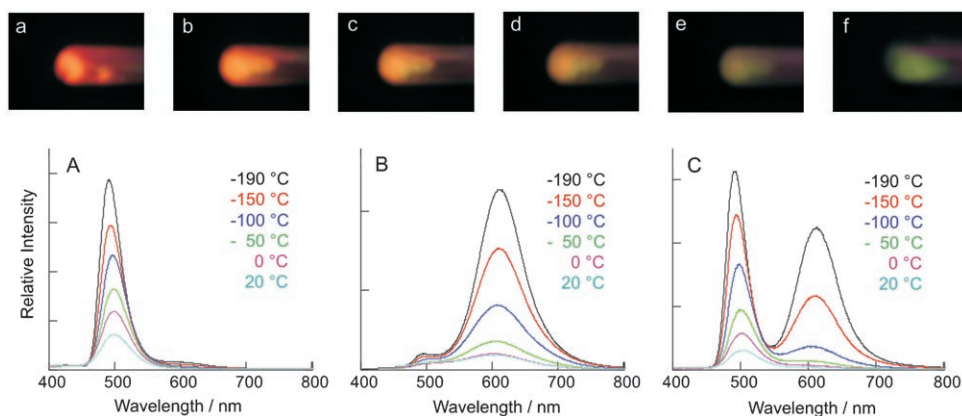 a b c d e f
A B C
-190 °C -190 °C -190 °C
-150 °C -150 °C -150 °C
-100 °C -100 °C -100 °C
- 50 °C - 50 °C - 50 °C
0 °C 0 °C 0 °C
20 °C 20 °C 20 °C
Relative Intensity
400 500 600 700 800 400 500 600 700 800 400 500 600 700 800
Wavelength / nm Wavelength / nm Wavelength / nm